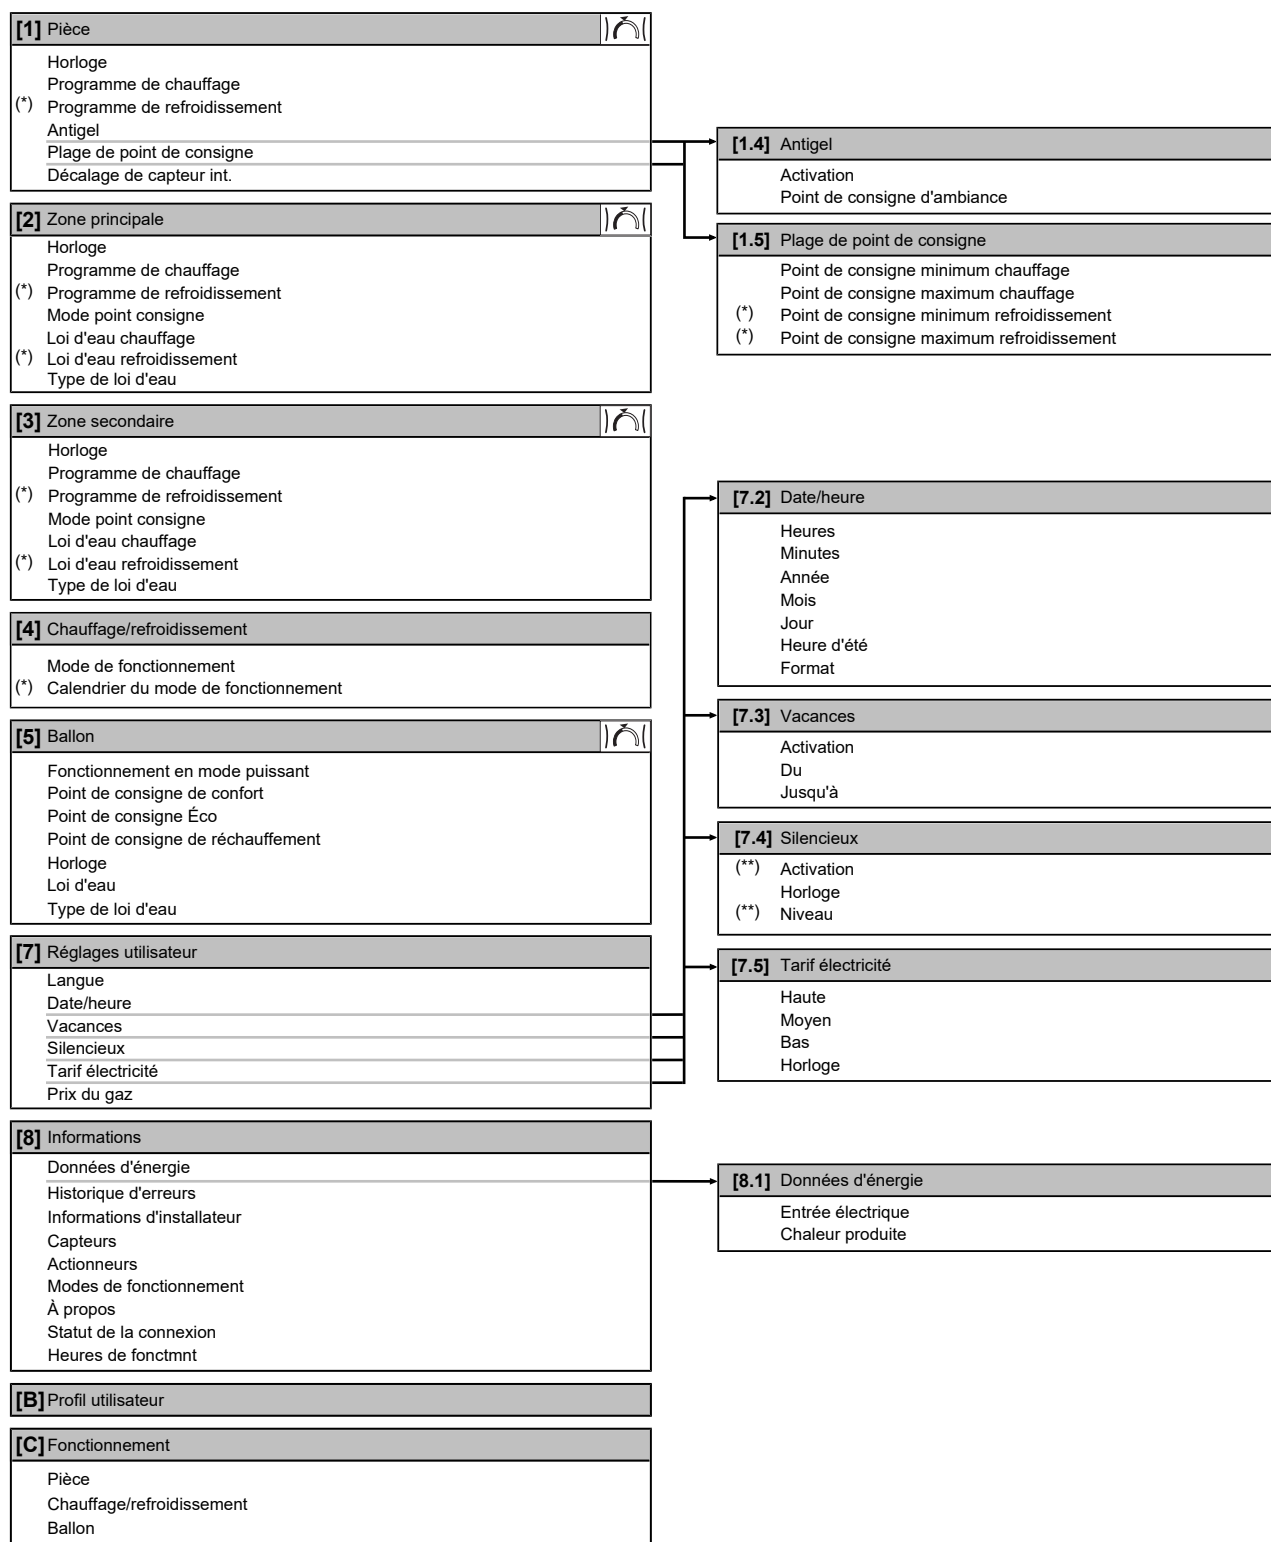 [1] Pièce
Horloge
Programme de chauffage
(*) Programme de refroidissement
Antigel
Plage de point de consigne
Décalage de capteur int.
[2] Zone principale
Horloge
Programme de chauffage
(*) Programme de refroidissement
Mode point consigne
Loi d'eau chauffage
(*) Loi d'eau refroidissement
Type de loi d'eau
[3] Zone secondaire
Horloge
Programme de chauffage
(*) Programme de refroidissement
Mode point consigne
Loi d'eau chauffage
(*) Loi d'eau refroidissement
Type de loi d'eau
[4] Chauffage/refroidissement
Mode de fonctionnement
(*) Calendrier du mode de fonctionnement
[5] Ballon
Fonctionnement en mode puissant
Point de consigne de confort
Point de consigne Éco
Point de consigne de réchauffement
Horloge
Loi d'eau
Type de loi d'eau
[7] Réglages utilisateur
Langue
Date/heure
Vacances
Silencieux
Tarif électricité
Prix du gaz
[8] Informations
Données d'énergie
Historique d'erreurs
Informations d'installateur
Capteurs
Actionneurs
Modes de fonctionnement
À propos
Statut de la connexion
Heures de fonctmnt
[B] Profil utilisateur
[C] Fonctionnement
Pièce
Chauffage/refroidissement
Ballon
[1.4] Antigel
Activation
Point de consigne d'ambiance
[1.5] Plage de point de consigne
Point de consigne minimum chauffage
Point de consigne maximum chauffage
(*) Point de consigne minimum refroidissement
(*) Point de consigne maximum refroidissement
[7.2] Date/heure
Heures
Minutes
Année
Mois
Jour
Heure d'été
Format
[7.3] Vacances
Activation
Du
Jusqu'à
[7.4] Silencieux
(**) Activation
Horloge
(**) Niveau
[7.5] Tarif électricité
Haute
Moyen
Bas
Horloge
[8.1] Données d'énergie
Entrée électrique
Chaleur produite